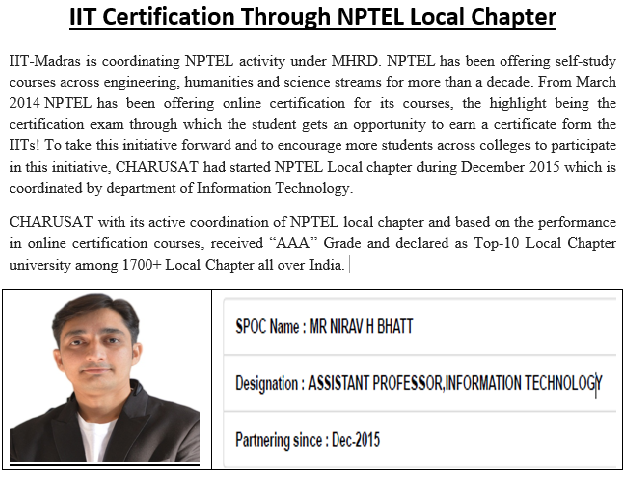 IIT Certification Through NPTEL Local Chapter
IIT-Madras is coordinating NPTEL activity under MHRD. NPTEL has been offering self-study
courses across engineering, humanities and science streams for more than a decade. From March
2014 NPTEL has been offering online certification for its courses, the highlight being the
certification exam through which the student gets an opportunity to earn a certificate form the
IITs! To take this initiative forward and to encourage more students across colleges to participate
in this initiative, CHARUSAT had started NPTEL Local chapter during December 2015 which is
coordinated by department of Information Technology.
CHARUSAT with its active coordination of NPTEL local chapter and based on the performance
in online certification courses, received “AAA” Grade and declared as Top-10 Local Chapter
university among 1700+ Local Chapter all over India.
SPOC Name : MR NIRAV H BHATT
Designation : ASSISTANT PROFESSOR,INFORMATION TECHNOLOGY
Partnering since : Dec-2015